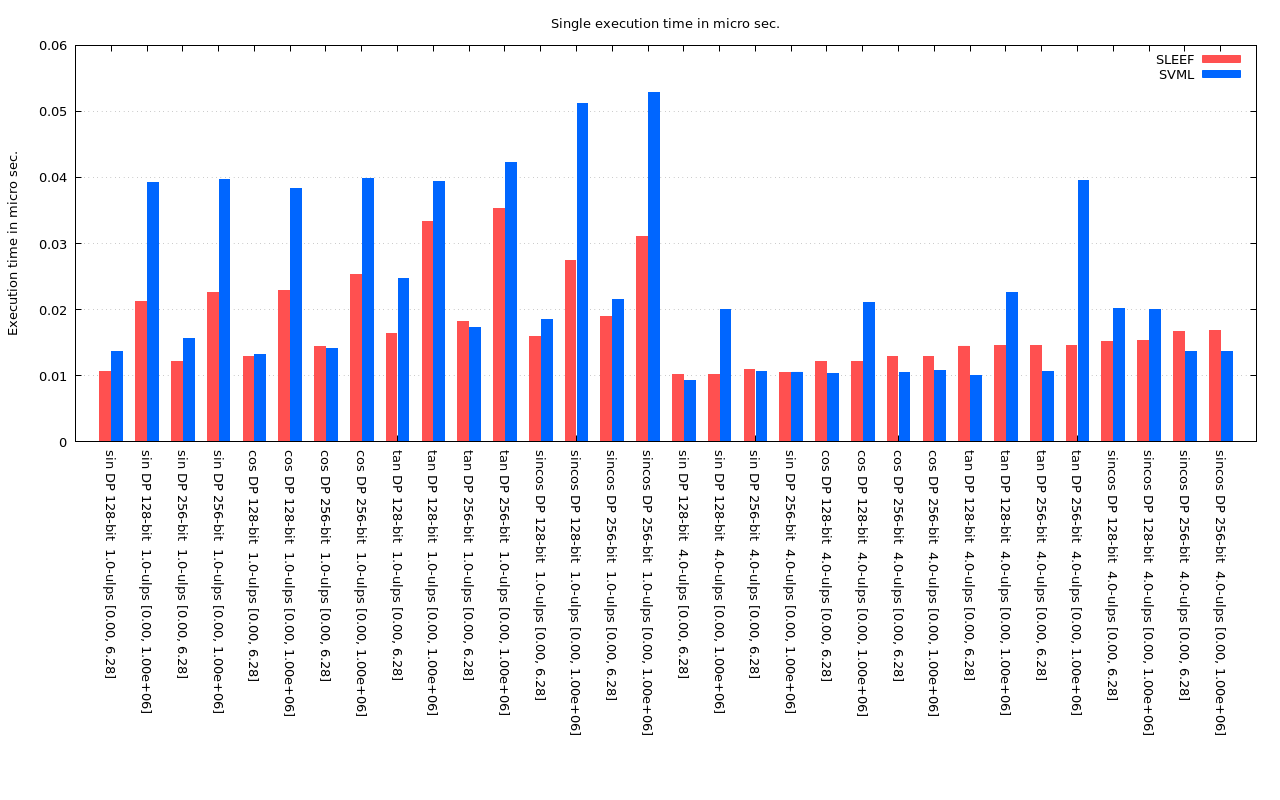 Single execution time in micro sec.
Execution time in micro sec.
0.06
0.05
0.04
0.03
0.02
0.01
0
SLEEF
SVML
sin DP 128-bit 1.0-ulps [0.00, 6.28]
sin DP 128-bit 1.0-ulps [0.00, 1.00e+06]
sin DP 256-bit 1.0-ulps [0.00, 6.28]
sin DP 256-bit 1.0-ulps [0.00, 1.00e+06]
cos DP 128-bit 1.0-ulps [0.00, 6.28]
cos DP 128-bit 1.0-ulps [0.00, 1.00e+06]
cos DP 256-bit 1.0-ulps [0.00, 6.28]
cos DP 256-bit 1.0-ulps [0.00, 1.00e+06]
tan DP 128-bit 1.0-ulps [0.00, 6.28]
tan DP 128-bit 1.0-ulps [0.00, 1.00e+06]
tan DP 256-bit 1.0-ulps [0.00, 6.28]
tan DP 256-bit 1.0-ulps [0.00, 1.00e+06]
sincos DP 128-bit 1.0-ulps [0.00, 6.28]
sincos DP 128-bit 1.0-ulps [0.00, 1.00e+06]
sincos DP 256-bit 1.0-ulps [0.00, 6.28]
sincos DP 256-bit 1.0-ulps [0.00, 1.00e+06]
sin DP 128-bit 4.0-ulps [0.00, 6.28]
sin DP 128-bit 4.0-ulps [0.00, 1.00e+06]
sin DP 256-bit 4.0-ulps [0.00, 6.28]
sin DP 256-bit 4.0-ulps [0.00, 1.00e+06]
cos DP 128-bit 4.0-ulps [0.00, 6.28]
cos DP 128-bit 4.0-ulps [0.00, 1.00e+06]
cos DP 256-bit 4.0-ulps [0.00, 6.28]
cos DP 256-bit 4.0-ulps [0.00, 1.00e+06]
tan DP 128-bit 4.0-ulps [0.00, 6.28]
tan DP 128-bit 4.0-ulps [0.00, 1.00e+06]
tan DP 256-bit 4.0-ulps [0.00, 6.28]
tan DP 256-bit 4.0-ulps [0.00, 1.00e+06]
sincos DP 128-bit 4.0-ulps [0.00, 6.28]
sincos DP 128-bit 4.0-ulps [0.00, 1.00e+06]
sincos DP 256-bit 4.0-ulps [0.00, 6.28]
sincos DP 256-bit 4.0-ulps [0.00, 1.00e+06]